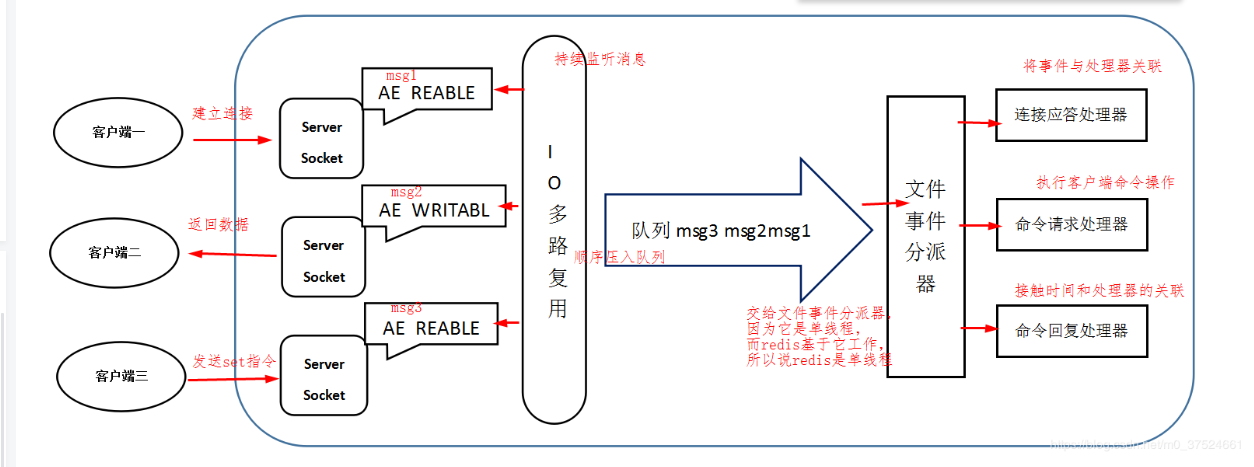 客户端一
建立连接
Server
Socket
msg1
AE REABLE
客户端二
返回数据
Server
Socket
msg2
AE WRITABL
客户端三
发送set指令
Server
Socket
msg3
AE REABLE
持续监听消息
I
O
多
路
复
用
顺序压入队列
队列 msg3 msg2msg1
交给文件事件分派器，
因为它是单线程，
而redis基于它工作，
所以说redis是单线程
文件
事件
分派
器
将事件与处理器关联
连接应答处理器
执行客户端命令操作
命令请求处理器
接触时间和处理器的关联
命令回复处理器
https://blog.csdn.net/m0_37524661